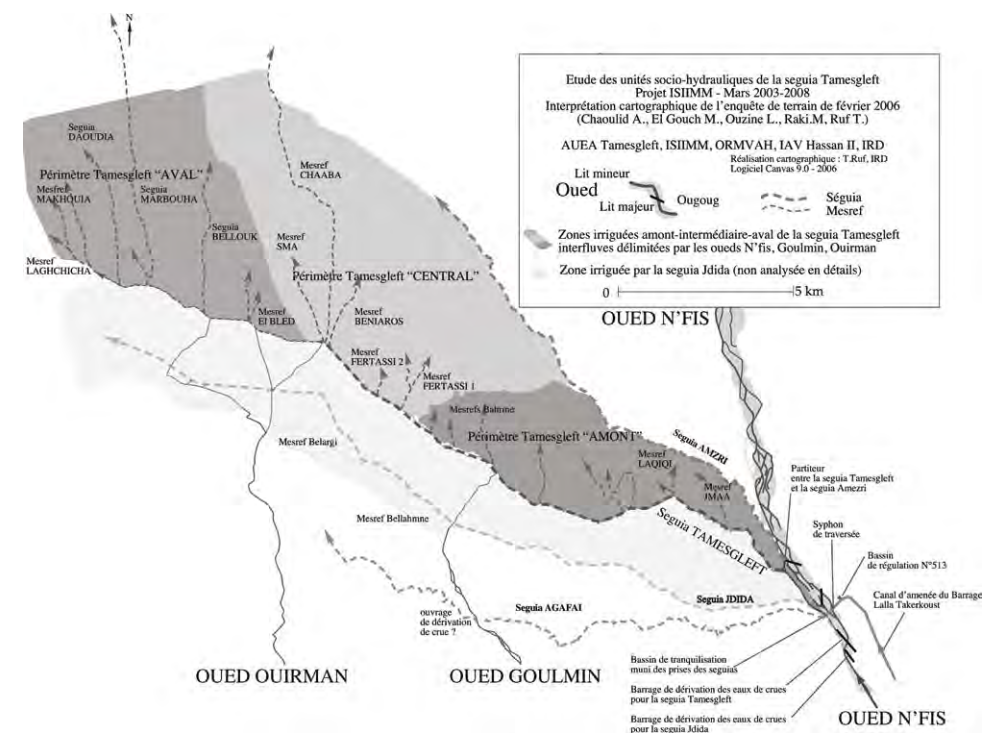 N
Etude des unités socio-hydrauliques de la seguia Tamesgleft
Projet ISIIMM - Mars 2003-2008
Interprétation cartographique de l'enquête de terrain de février 2006
(Chaoulid A., El Gouch M., Ouzine L., Raki.M, Ruf T.)
AUEA Tamesgleft, ISIIMM, ORMVAH, IAV Hassan II, IRD
Réalisation cartographique : T.Ruf, IRD
Logiciel Canvas 9.0 - 2006
Lit mineur
Oued
Lit majeur
Ougoug
Séguia
Mesref
Zones irriguées amont-intermédiaire-aval de la seguia Tamesgleft
interfluves délimitées par les oueds N'fis, Goulmin, Ouirman
Zone irriguée par la seguia Jdida (non analysée en détails)
0
5 km
Seguia
DAOUDIA
Périmètre Tamesgleft "AVAL"
Mesfref
MAKHOUIA
Seguia
MARBOUHA
Mesref
CHAABA
Séguia
BELLOUK
Mesref
SMA
Mesref
LAGHCHICHA
Périmètre Tamesgleft "CENTRAL"
Mesref
EI BLED
Mesref
BENIAROS
OUED N'FIS
Mesref
FERTASSI 2
Mesref
FERTASSI 1
Mesrefs Bahmne
Périmètre Tamesgleft "AMONT"
Seguia AMZRI
Mesref Belargi
Mesref
LAQIQI
Mesref
JMAA
Partiteur
entre la seguia Tamesgleft
et la seguia Amezri
Mesref Bellahmne
Seguia TAMESGLEFT
Syphon
de traversée
Bassin
de régulation N°513
Canal d'amenée du Barrage
Lalla Takerkoust
Seguia JDIDA
Seguia AGAFAI
ouvrage
de dérivation
de crue ?
Bassin de tranquilisation
muni des prises des seguias
OUED OUIRMAN
OUED GOULMIN
Barrage de dérivation des eaux de crues
pour la seguia Tamesgleft
Barrage de dérivation des eaux de crues
pour la seguia Jdida
OUED N'FIS